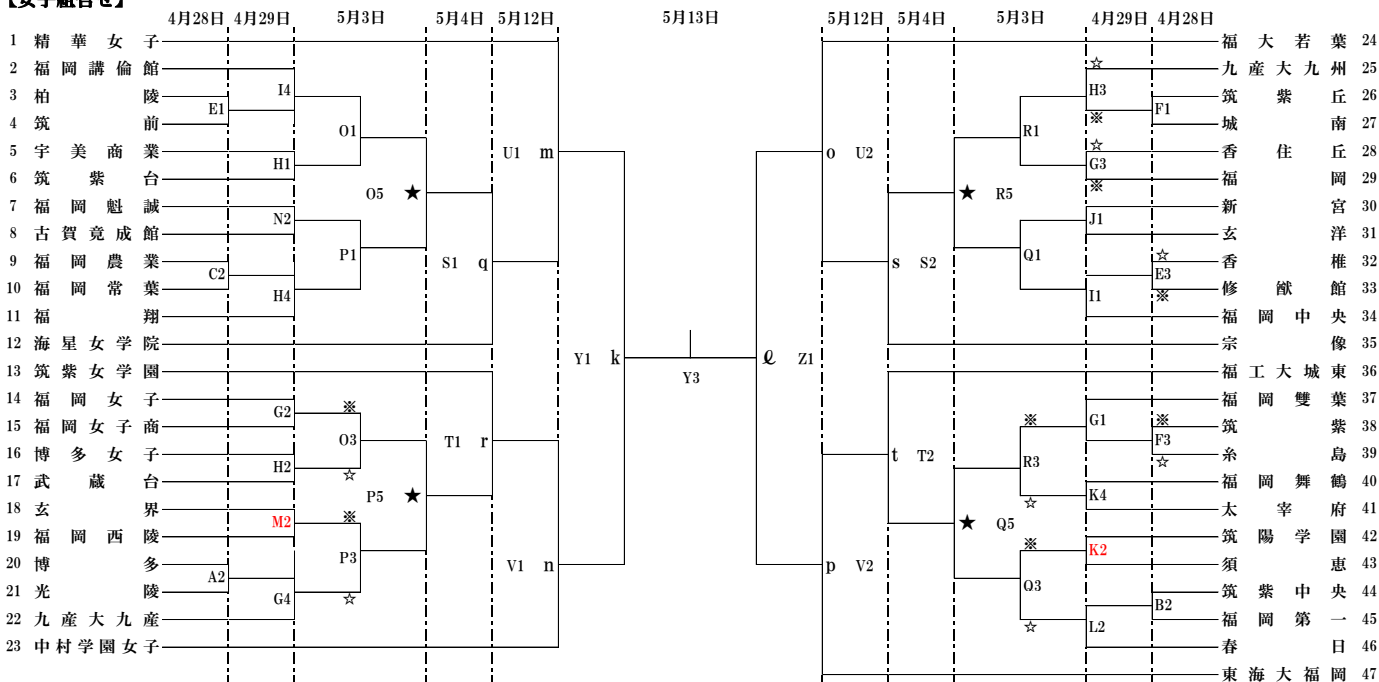 【女子組合せ】
4月28日 4月29日 5月3日 5月4日 5月12日 5月13日 5月12日 5月4日 5月3日 4月29日 4月28日
1 精華女子 福大若葉 24
2 福岡講倫館 ☆ 九産大九州 25
3 柏陵 I4 H3 筑紫丘 26
E1 F1
4 筑前 ※ 城南 27
O1 R1
5 宇美商業 U1 m o U2 ☆ 香住丘 28
H1 G3
6 筑紫台 ※ 福岡 29
O5 ★ ★ R5
7 福岡魁誠 新宮 30
N2 J1
8 古賀竟成館 玄洋 31
P1 Q1
9 福岡農業 S1 q s S2 ☆ 香椎 32
C2 E3
10 福岡常葉 H4 I1 ※ 修猷館 33
11 福翔 福岡中央 34
12 海星女学院 宗像 35
Y1 k ℓ Z1
13 筑紫女学園 Y3 福工大城東 36
14 福岡女子 福岡雙葉 37
G2 ※ ※ G1 ※
15 福岡女子商 筑紫 38
O3 T1 r F3
16 博多女子 t T2 R3 糸島 39
H2 ☆ ☆
17 武蔵台 福岡舞鶴 40
P5 ★ ☆ K4
18 玄界 太宰府 41
M2 ※ ★ Q5
19 福岡西陵 筑陽学園 42
※ K2
20 博多 P3 V1 n p V2 須恵 43
A2
21 光陵 G4 ☆ Q3 筑紫中央 44
B2
22 九産大九産 福岡第一 45
☆ L2
23 中村学園女子 春日 46
東海大福岡 47